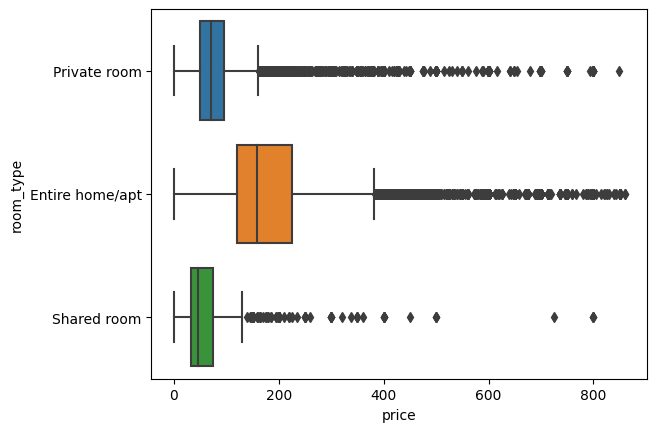 room_type
Private room
Entire home/apt
Shared room
0 200 400 600 800
price